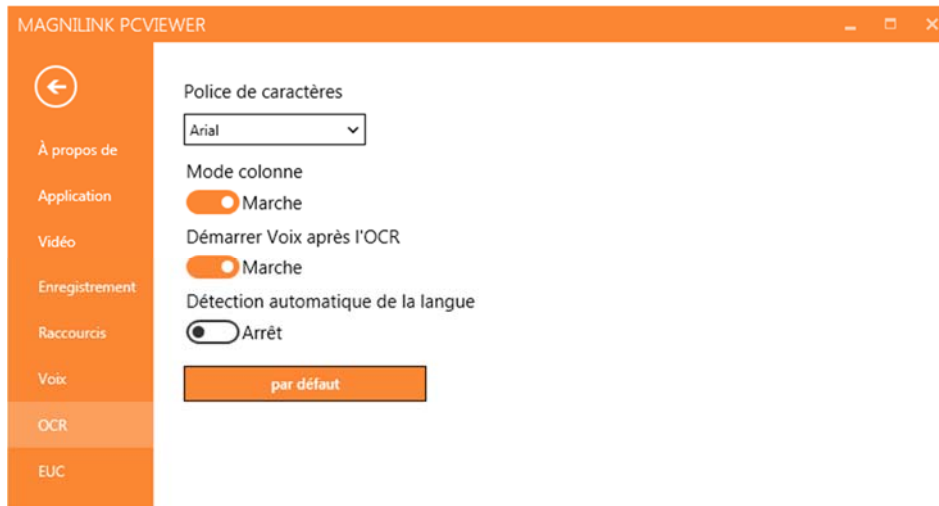 MAGNILINK PCVIEWER
À propos de
Application
Vidéo
Enregistrement
Raccourcis
Voix
OCR
EUC
Police de caractères
Arial
Mode colonne
Marche
Démarrer Voix après l'OCR
Marche
Détection automatique de la langue
Arrêt
par défaut